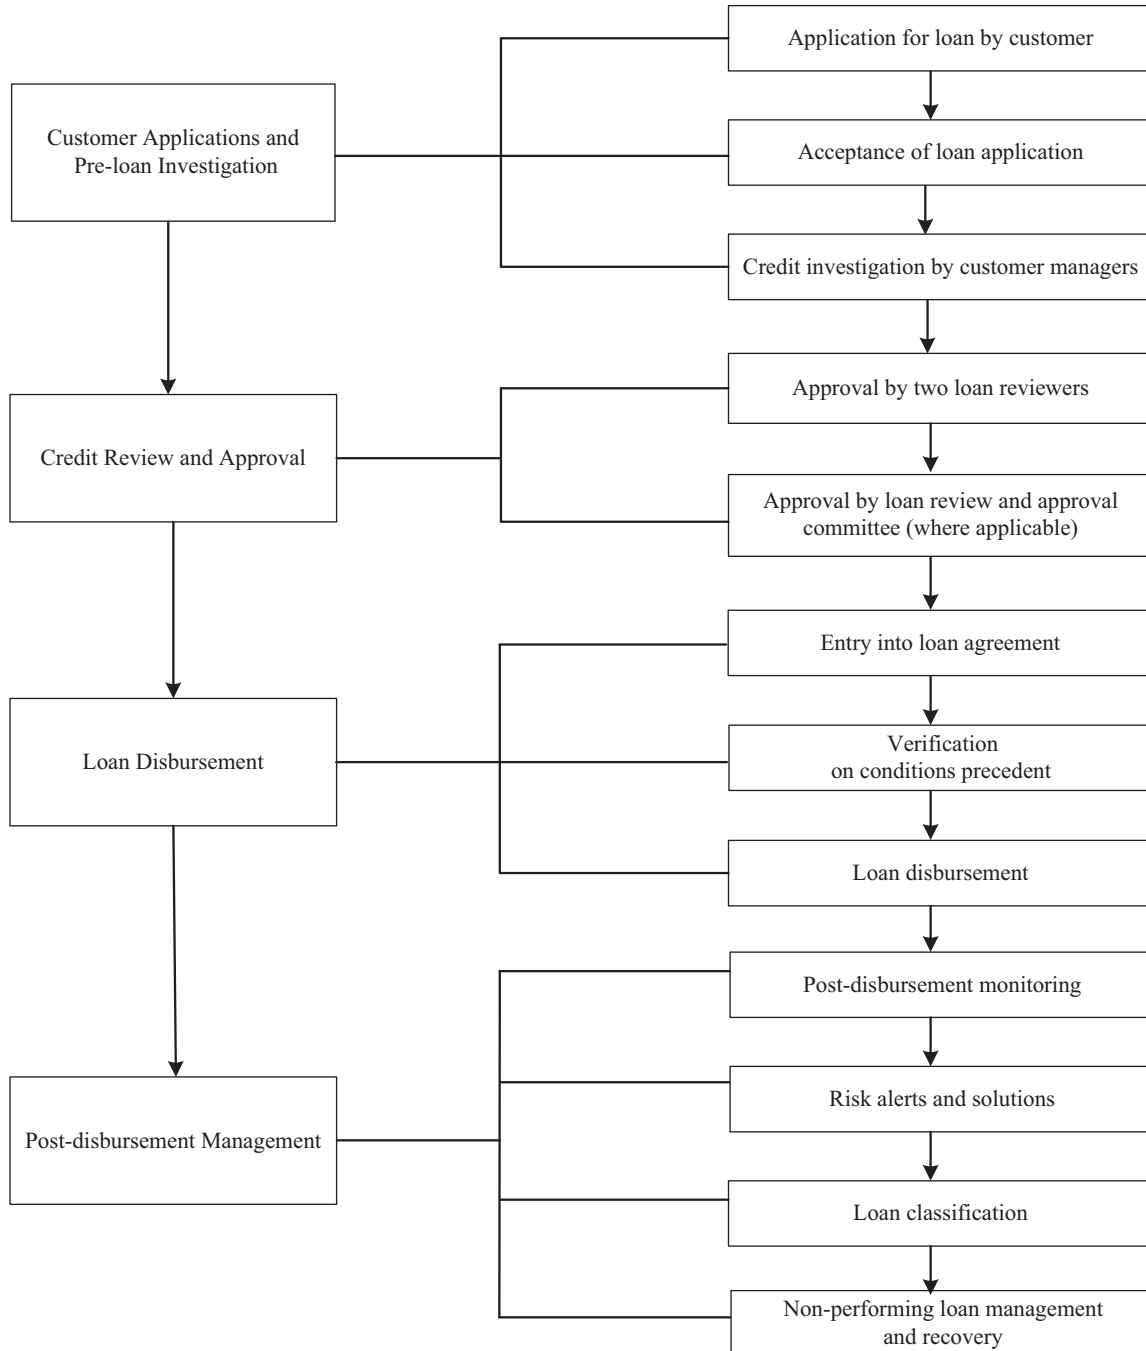 Application for loan by customer
Customer Applications and
Pre-loan Investigation
Acceptance of loan application
Credit investigation by customer managers
Approval by two loan reviewers
Credit Review and Approval
Approval by loan review and approval
committee (where applicable)
Entry into loan agreement
Loan Disbursement
Verification
on conditions precedent
Loan disbursement
Post-disbursement monitoring
Risk alerts and solutions
Post-disbursement Management
Loan classification
Non-performing loan management
and recovery